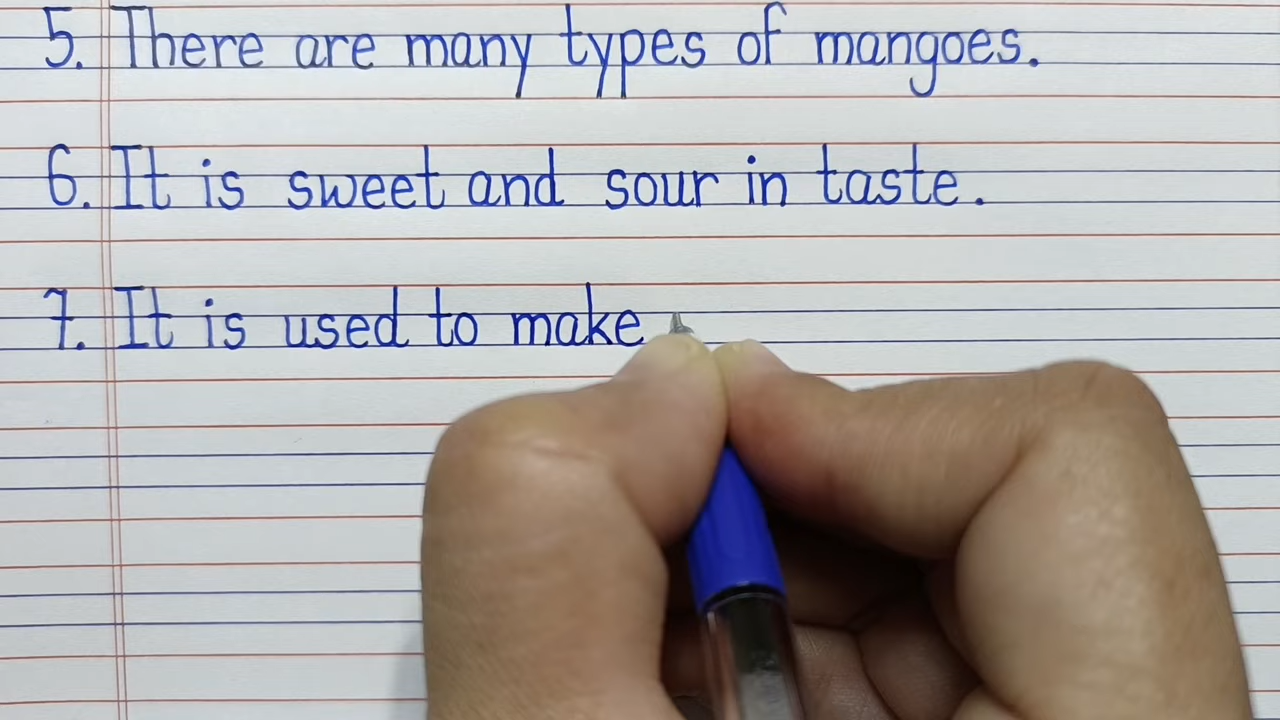 5. There are many types of mangoes.
6. It is sweet and sour in taste.
7. It is used to make